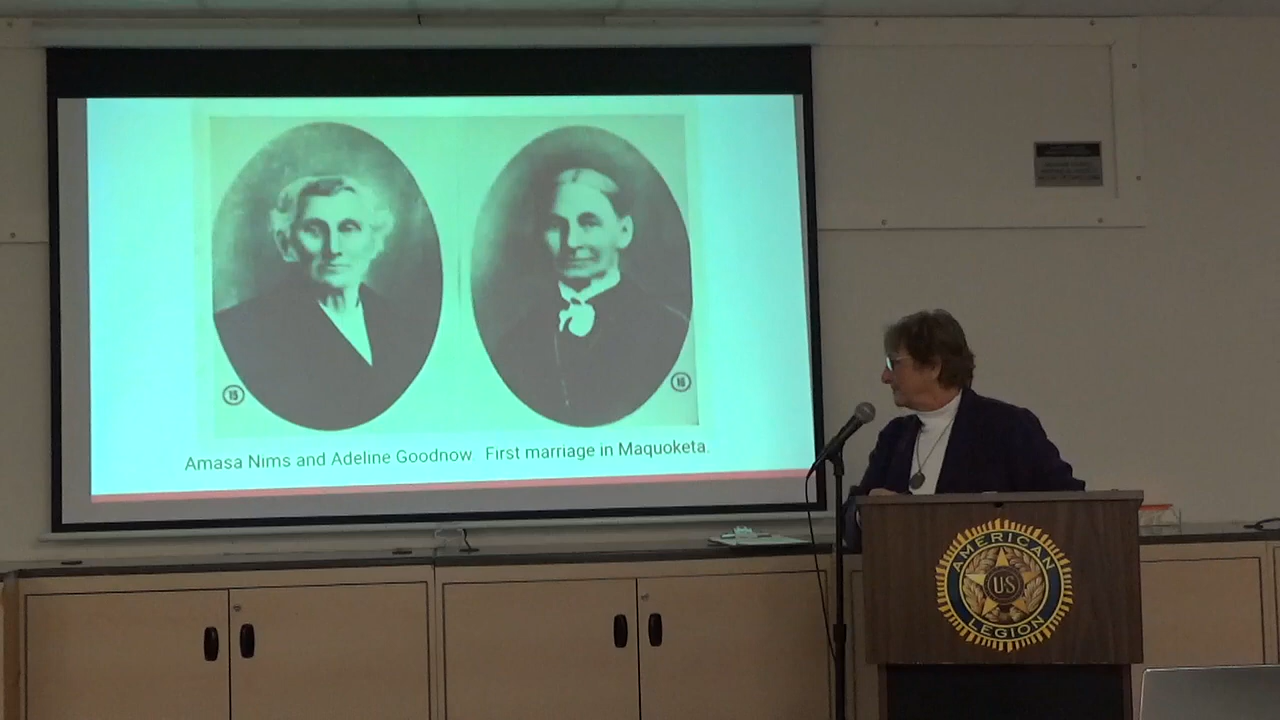 15
16
Amasa Nims and Adeline Goodnow First marriage in Maquoketa.
AMERICAN
US
LEGION